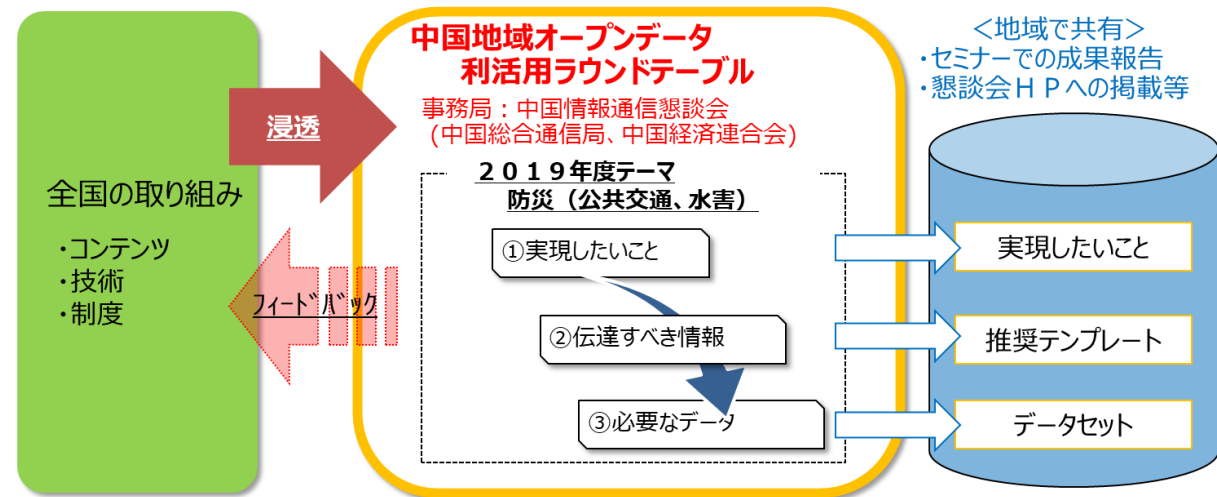 全国の取り組み
・コンテンツ
・技術
・制度
浸透
フィードバック
中国地域オープンデータ
利活用ラウンドテーブル
事務局：中国情報通信懇談会
(中国総合通信局、中国経済連合会)
２０１９年度テーマ
防災（公共交通、水害）
①実現したいこと
②伝達すべき情報
③必要なデータ
＜地域で共有＞
・セミナーでの成果報告
・懇談会ＨＰへの掲載等
実現したいこと
推奨テンプレート
データセット